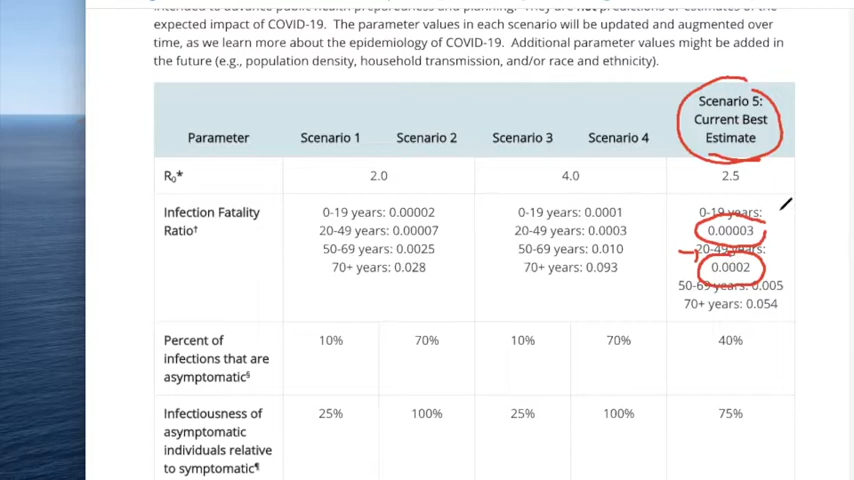 expected impact of COVID-19. The parameter values in each scenario will be updated and augmented over
time, as we learn more about the epidemiology of COVID-19. Additional parameter values might be added in
the future (e.g., population density, household transmission, and/or race and ethnicity).
Parameter Scenario 1 Scenario 2 Scenario 3 Scenario 4 Scenario 5: Current Best Estimate
R₀* 2.0 4.0 2.5
Infection Fatality Ratio†
0-19 years: 0.00002
20-49 years: 0.00007
50-69 years: 0.0025
70+ years: 0.028
0-19 years: 0.0001
20-49 years: 0.0003
50-69 years: 0.010
70+ years: 0.093
0-19 years:
0.00003
20-49 years:
0.0002
50-69 years: 0.005
70+ years: 0.054
Percent of infections that are asymptomatic§ 10% 70% 10% 70% 40%
Infectiousness of asymptomatic individuals relative to symptomatic¶ 25% 100% 25% 100% 75%